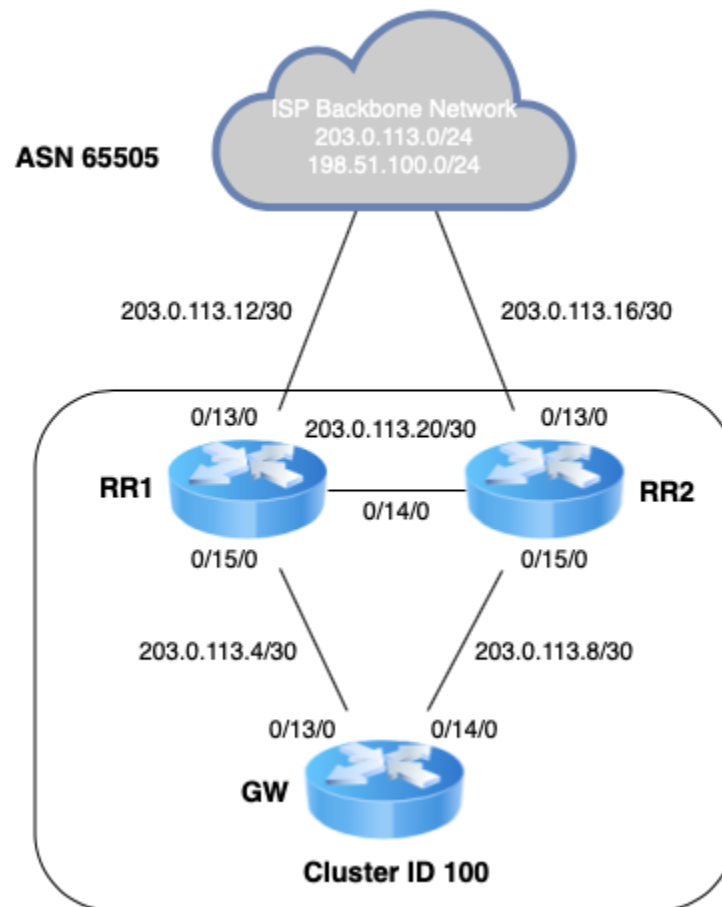 ISP Backbone Network
203.0.113.0/24
198.51.100.0/24
ASN 65505
203.0.113.12/30
203.0.113.16/30
0/13/0
0/13/0
203.0.113.20/30
RR1
RR2
0/14/0
0/15/0
0/15/0
203.0.113.4/30
203.0.113.8/30
0/13/0
0/14/0
GW
Cluster ID 100